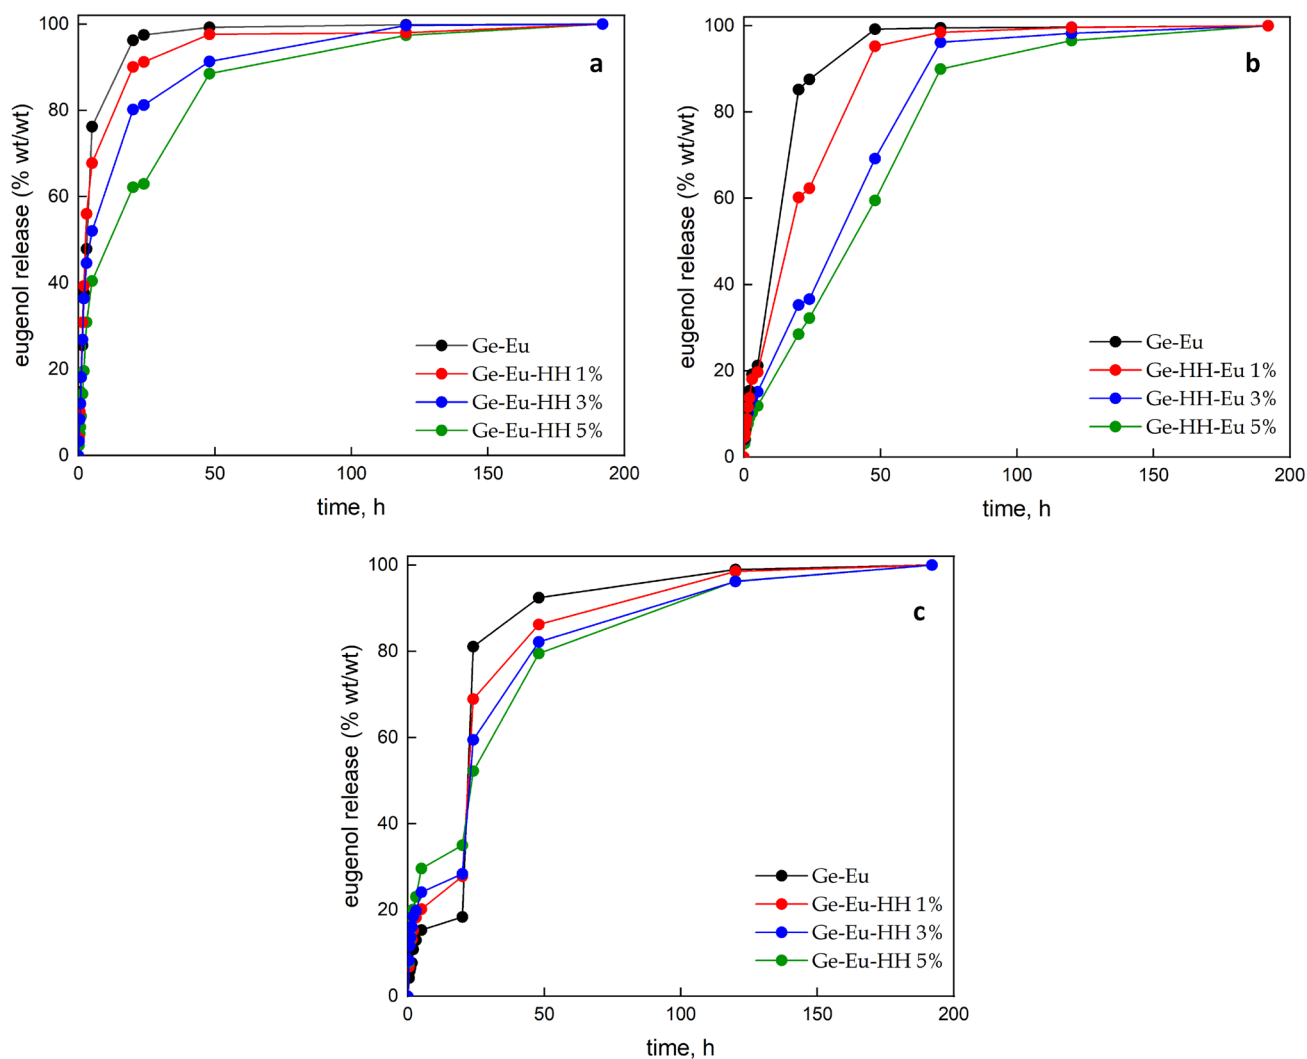 a
eugenol release (% wt/wt)
100
80
60
40
20
0
Ge-Eu
Ge-Eu-HH 1%
Ge-Eu-HH 3%
Ge-Eu-HH 5%
0 50 100 150 200
time, h
b
eugenol release (% wt/wt)
100
80
60
40
20
0
Ge-Eu
Ge-HH-Eu 1%
Ge-HH-Eu 3%
Ge-HH-Eu 5%
0 50 100 150 200
time, h
c
eugenol release (% wt/wt)
100
80
60
40
20
0
Ge-Eu
Ge-Eu-HH 1%
Ge-Eu-HH 3%
Ge-Eu-HH 5%
0 50 100 150 200
time, h